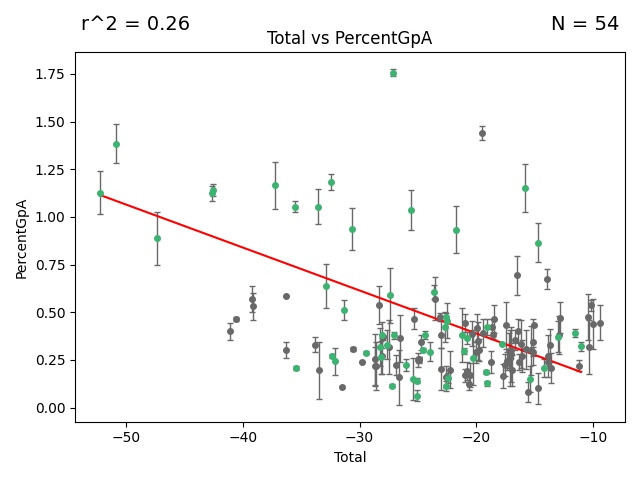 r^2 = 0.26
N = 54
Total vs PercentGpA
PercentGpA
1.75
1.50
1.25
1.00
0.75
0.50
0.25
0.00
−50
−40
−30
−20
−10
Total